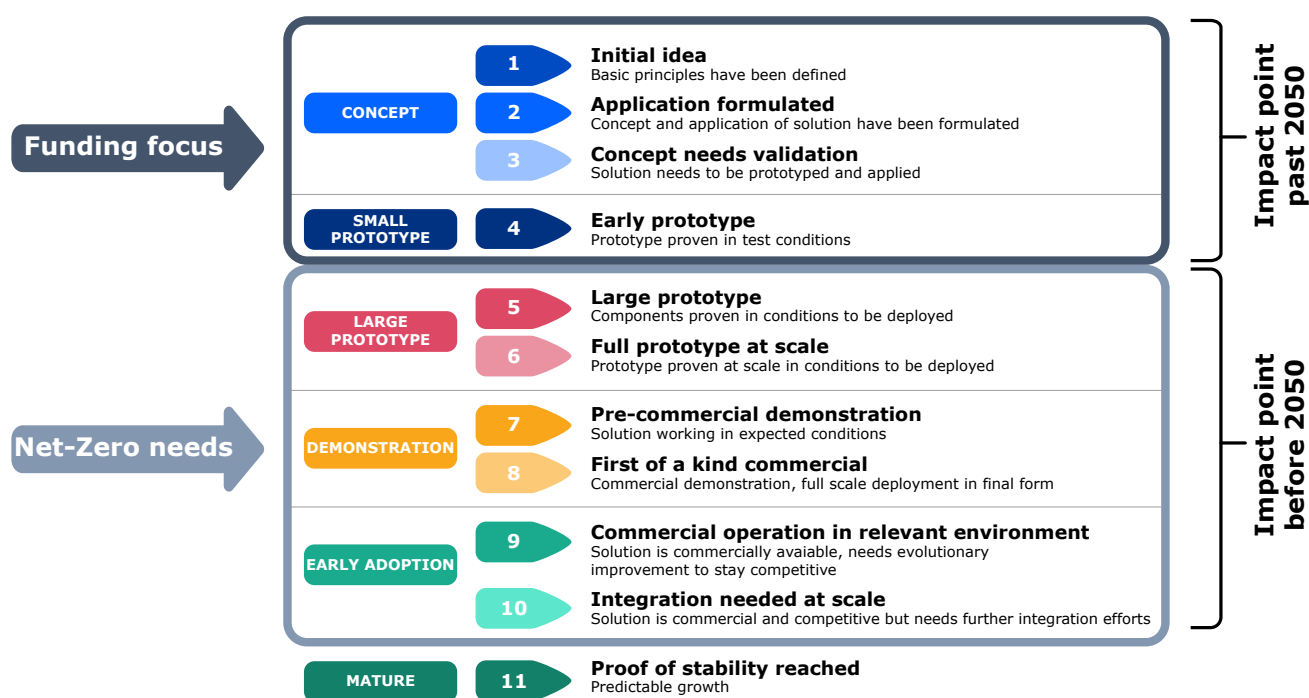 Funding focus
CONCEPT
1
Initial idea
Basic principles have been defined
2
Application formulated
Concept and application of solution have been formulated
3
Concept needs validation
Solution needs to be prototyped and applied
SMALL
PROTOTYPE
4
Early prototype
Prototype proven in test conditions
Impact point
past 2050
Net-Zero needs
LARGE
PROTOTYPE
5
Large prototype
Components proven in conditions to be deployed
6
Full prototype at scale
Prototype proven at scale in conditions to be deployed
DEMONSTRATION
7
Pre-commercial demonstration
Solution working in expected conditions
8
First of a kind commercial
Commercial demonstration, full scale deployment in final form
EARLY ADOPTION
9
Commercial operation in relevant environment
Solution is commercially avaiable, needs evolutionary
improvement to stay competitive
10
Integration needed at scale
Solution is commercial and competitive but needs further integration efforts
Impact point
before 2050
MATURE
11
Proof of stability reached
Predictable growth